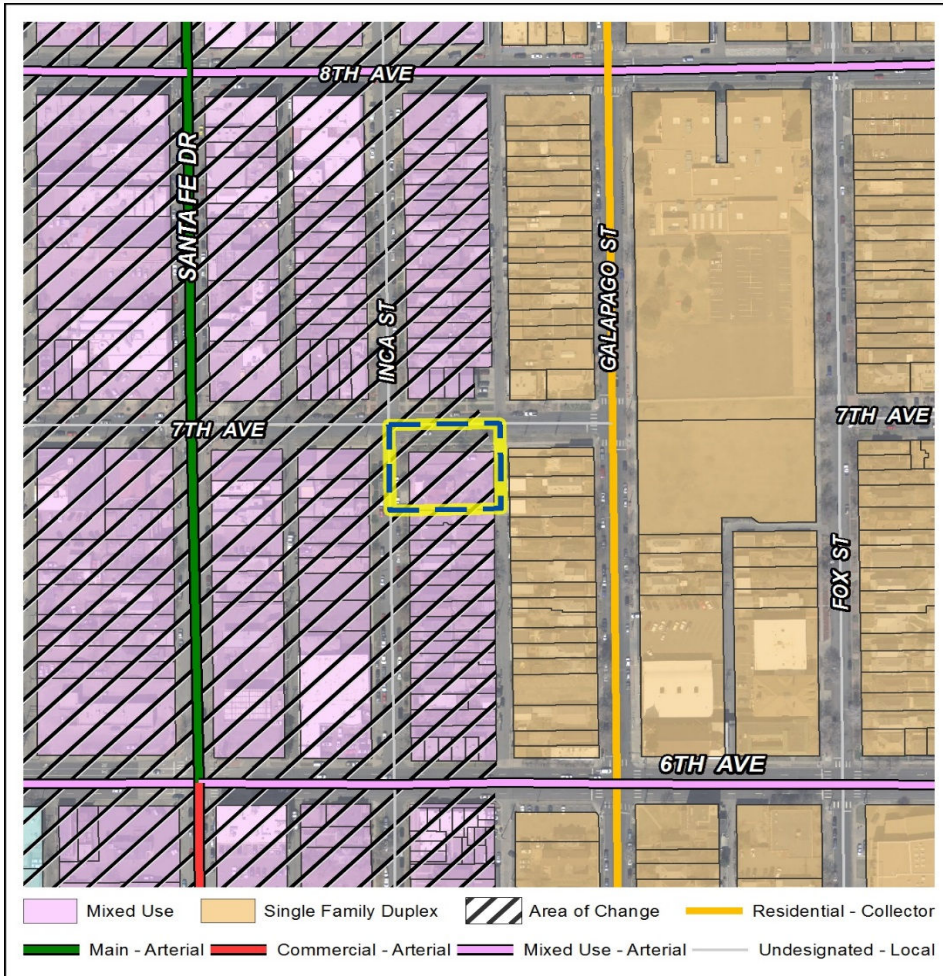 8TH AVE
SANTA FE DR
GALAPAGO ST
INCA ST
7TH AVE
7TH AVE
FOX ST
6TH AVE
Mixed Use
Single Family Duplex
Area of Change
Residential - Collector
Main - Arterial
Commercial - Arterial
Mixed Use - Arterial
Undesignated - Local